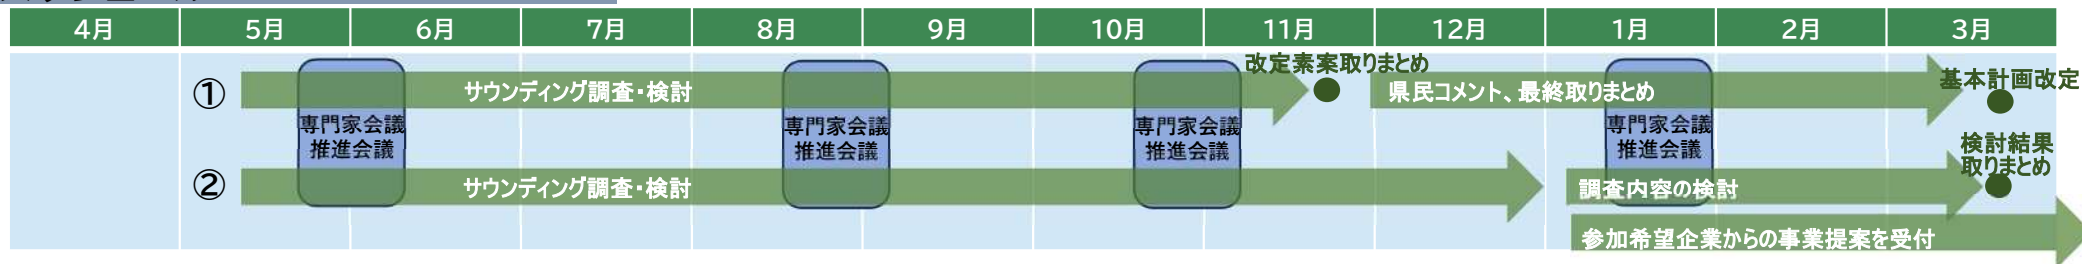 4月 5月 6月 7月 8月 9月 10月 11月 12月 1月 2月 3月
改定素案取りまとめ
① サウンディング調査・検討
県民コメント、最終取りまとめ
基本計画改定
専門家会議
推進会議
専門家会議
推進会議
専門家会議
推進会議
専門家会議
推進会議
検討結果
取りまとめ
② サウンディング調査・検討
調査内容の検討
参加希望企業からの事業提案を受付